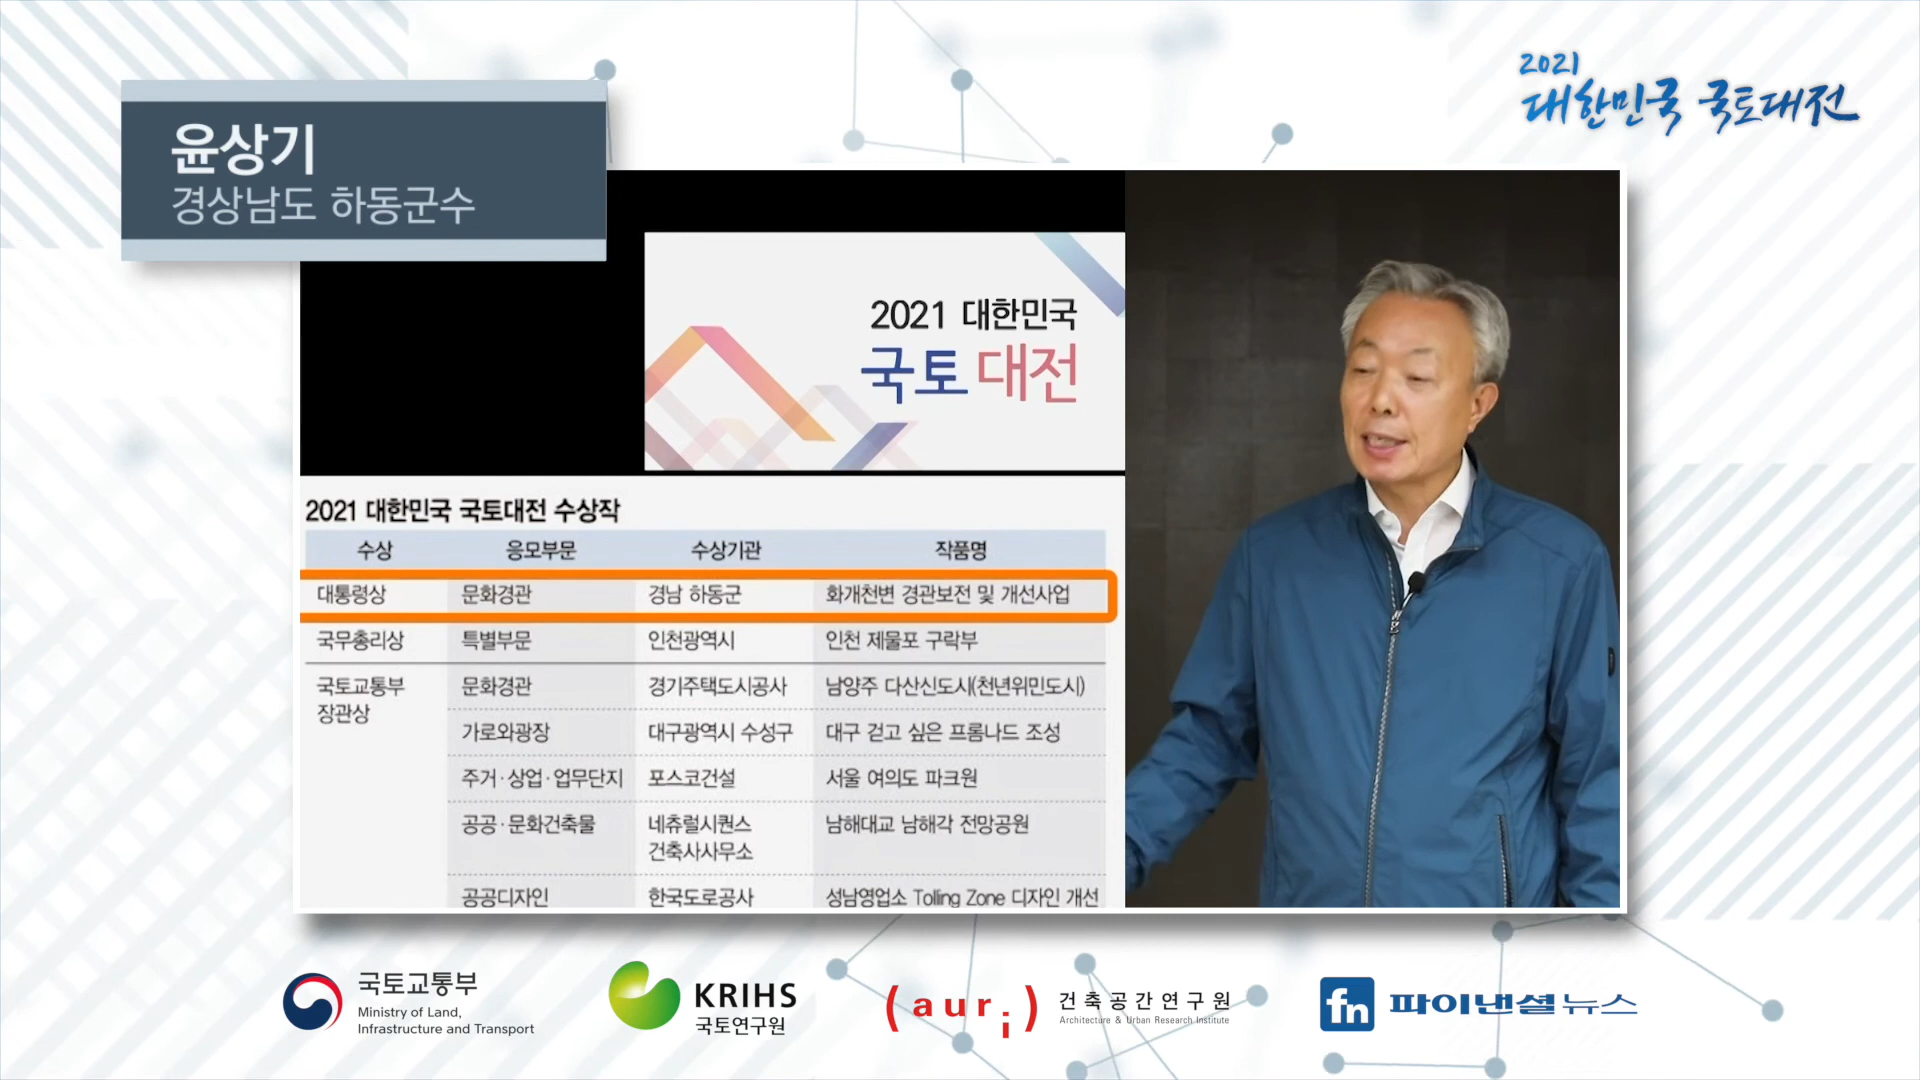 윤상기
경상남도 하동군수
2021
대한민국 국토대전
2021 대한민국
국토대전
2021 대한민국 국토대전 수상작
수상 응모부문 수상기관 작품명
대통령상 문화경관 경남 하동군 화개천변 경관보전 및 개선사업
국무총리상 특별부문 인천광역시 인천 제물포 구락부
국토교통부 문화경관 경기주택도시공사 남양주 다산신도시(천년위민도시)
장관상
가로와광장 대구광역시 수성구 대구 걷고 싶은 프롬나드 조성
주거·상업·업무단지 포스코건설 서울 여의도 파크원
공공·문화건축물 네츄럴시퀀스 남해대교 남해각 전망공원
건축사사무소
공공디자인 한국도로공사 성남영업소 Tolling Zone 디자인 개선
국토교통부
Ministry of Land,
Infrastructure and Transport
KRIHS
국토연구원
(auri) 건축공간연구원
Architecture & Urban Research Institute
fn 파이낸셜뉴스